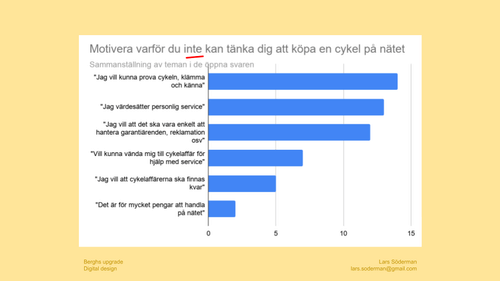 Motivera varför du inte kan tänka dig att köpa en cykel på nätet
Sammanställning av teman i de öppna svaren
"Jag vill kunna prova cykeln, klämma
och känna"
"Jag värdesätter personlig service"
"Jag vill att det ska vara enkelt att
hantera garantiärenden, reklamation
osv"
"Vill kunna vända mig till cykelaffär för
hjälp med service"
"Jag vill att cykelaffärerna ska finnas
kvar"
"Det är för mycket pengar att handla
på nätet"
0
5
10
15
Berghs upgrade
Digital design
Lars Söderman
lars.soderman@gmail.com